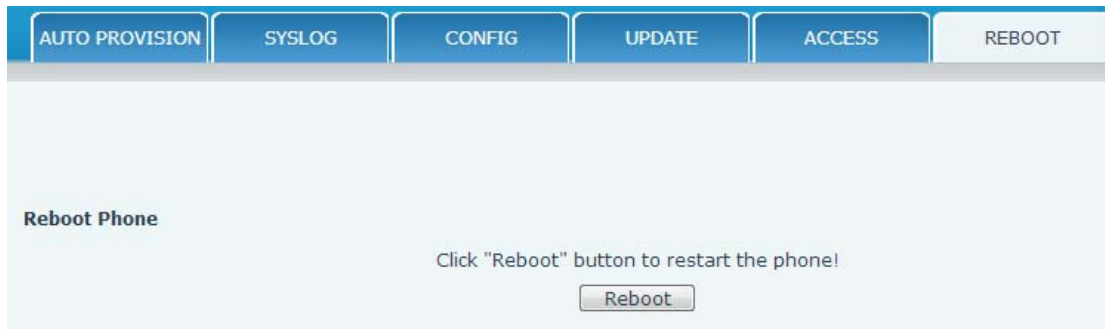 AUTO PROVISION SYSLOG CONFIG UPDATE ACCESS REBOOT
Reboot Phone
Click "Reboot" button to restart the phone!
Reboot